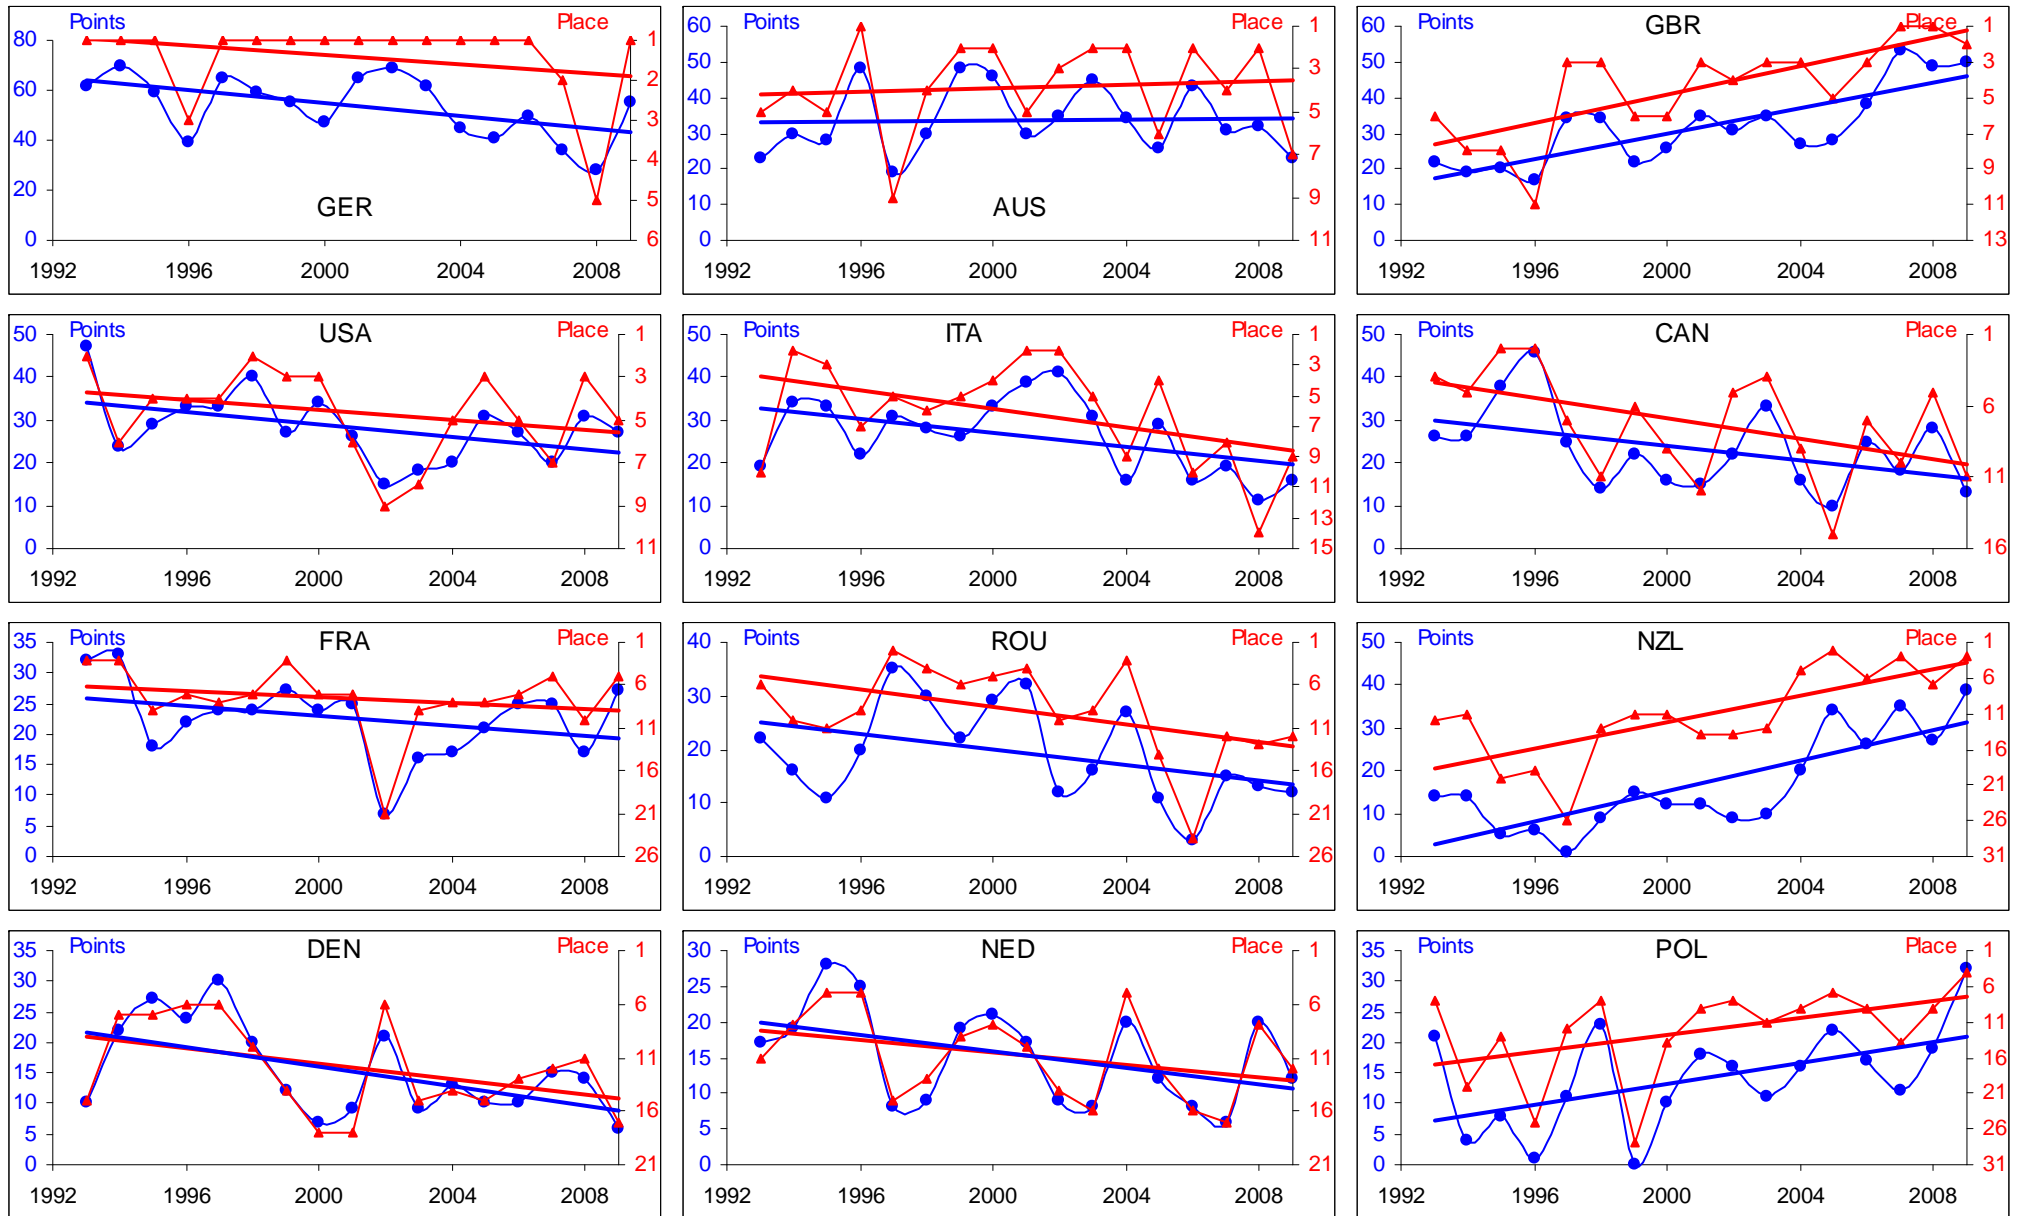 Points Place
80 60 40 20 0
GER
1 2 3 4 5 6
1992 1996 2000 2004 2008
Points Place
60 50 40 30 20 10 0
AUS
1 3 5 7 9 11
1992 1996 2000 2004 2008
Points GBR Place
60 50 40 30 20 10 0
1 3 5 7 9 11 13
1992 1996 2000 2004 2008
Points USA Place
50 40 30 20 10 0
1 3 5 7 9 11
1992 1996 2000 2004 2008
Points ITA Place
50 40 30 20 10 0
1 3 5 7 9 11 13 15
1992 1996 2000 2004 2008
Points CAN Place
50 40 30 20 10 0
1 6 11 16
1992 1996 2000 2004 2008
Points FRA Place
35 30 25 20 15 10 5 0
1 6 11 16 21 26
1992 1996 2000 2004 2008
Points ROU Place
40 30 20 10 0
1 6 11 16 21 26
1992 1996 2000 2004 2008
Points NZL Place
50 40 30 20 10 0
1 6 11 16 21 26 31
1992 1996 2000 2004 2008
Points DEN Place
35 30 25 20 15 10 5 0
1 6 11 16 21
1992 1996 2000 2004 2008
Points NED Place
30 25 20 15 10 5 0
1 6 11 16 21
1992 1996 2000 2004 2008
Points POL Place
35 30 25 20 15 10 5 0
1 6 11 16 21 26 31
1992 1996 2000 2004 2008